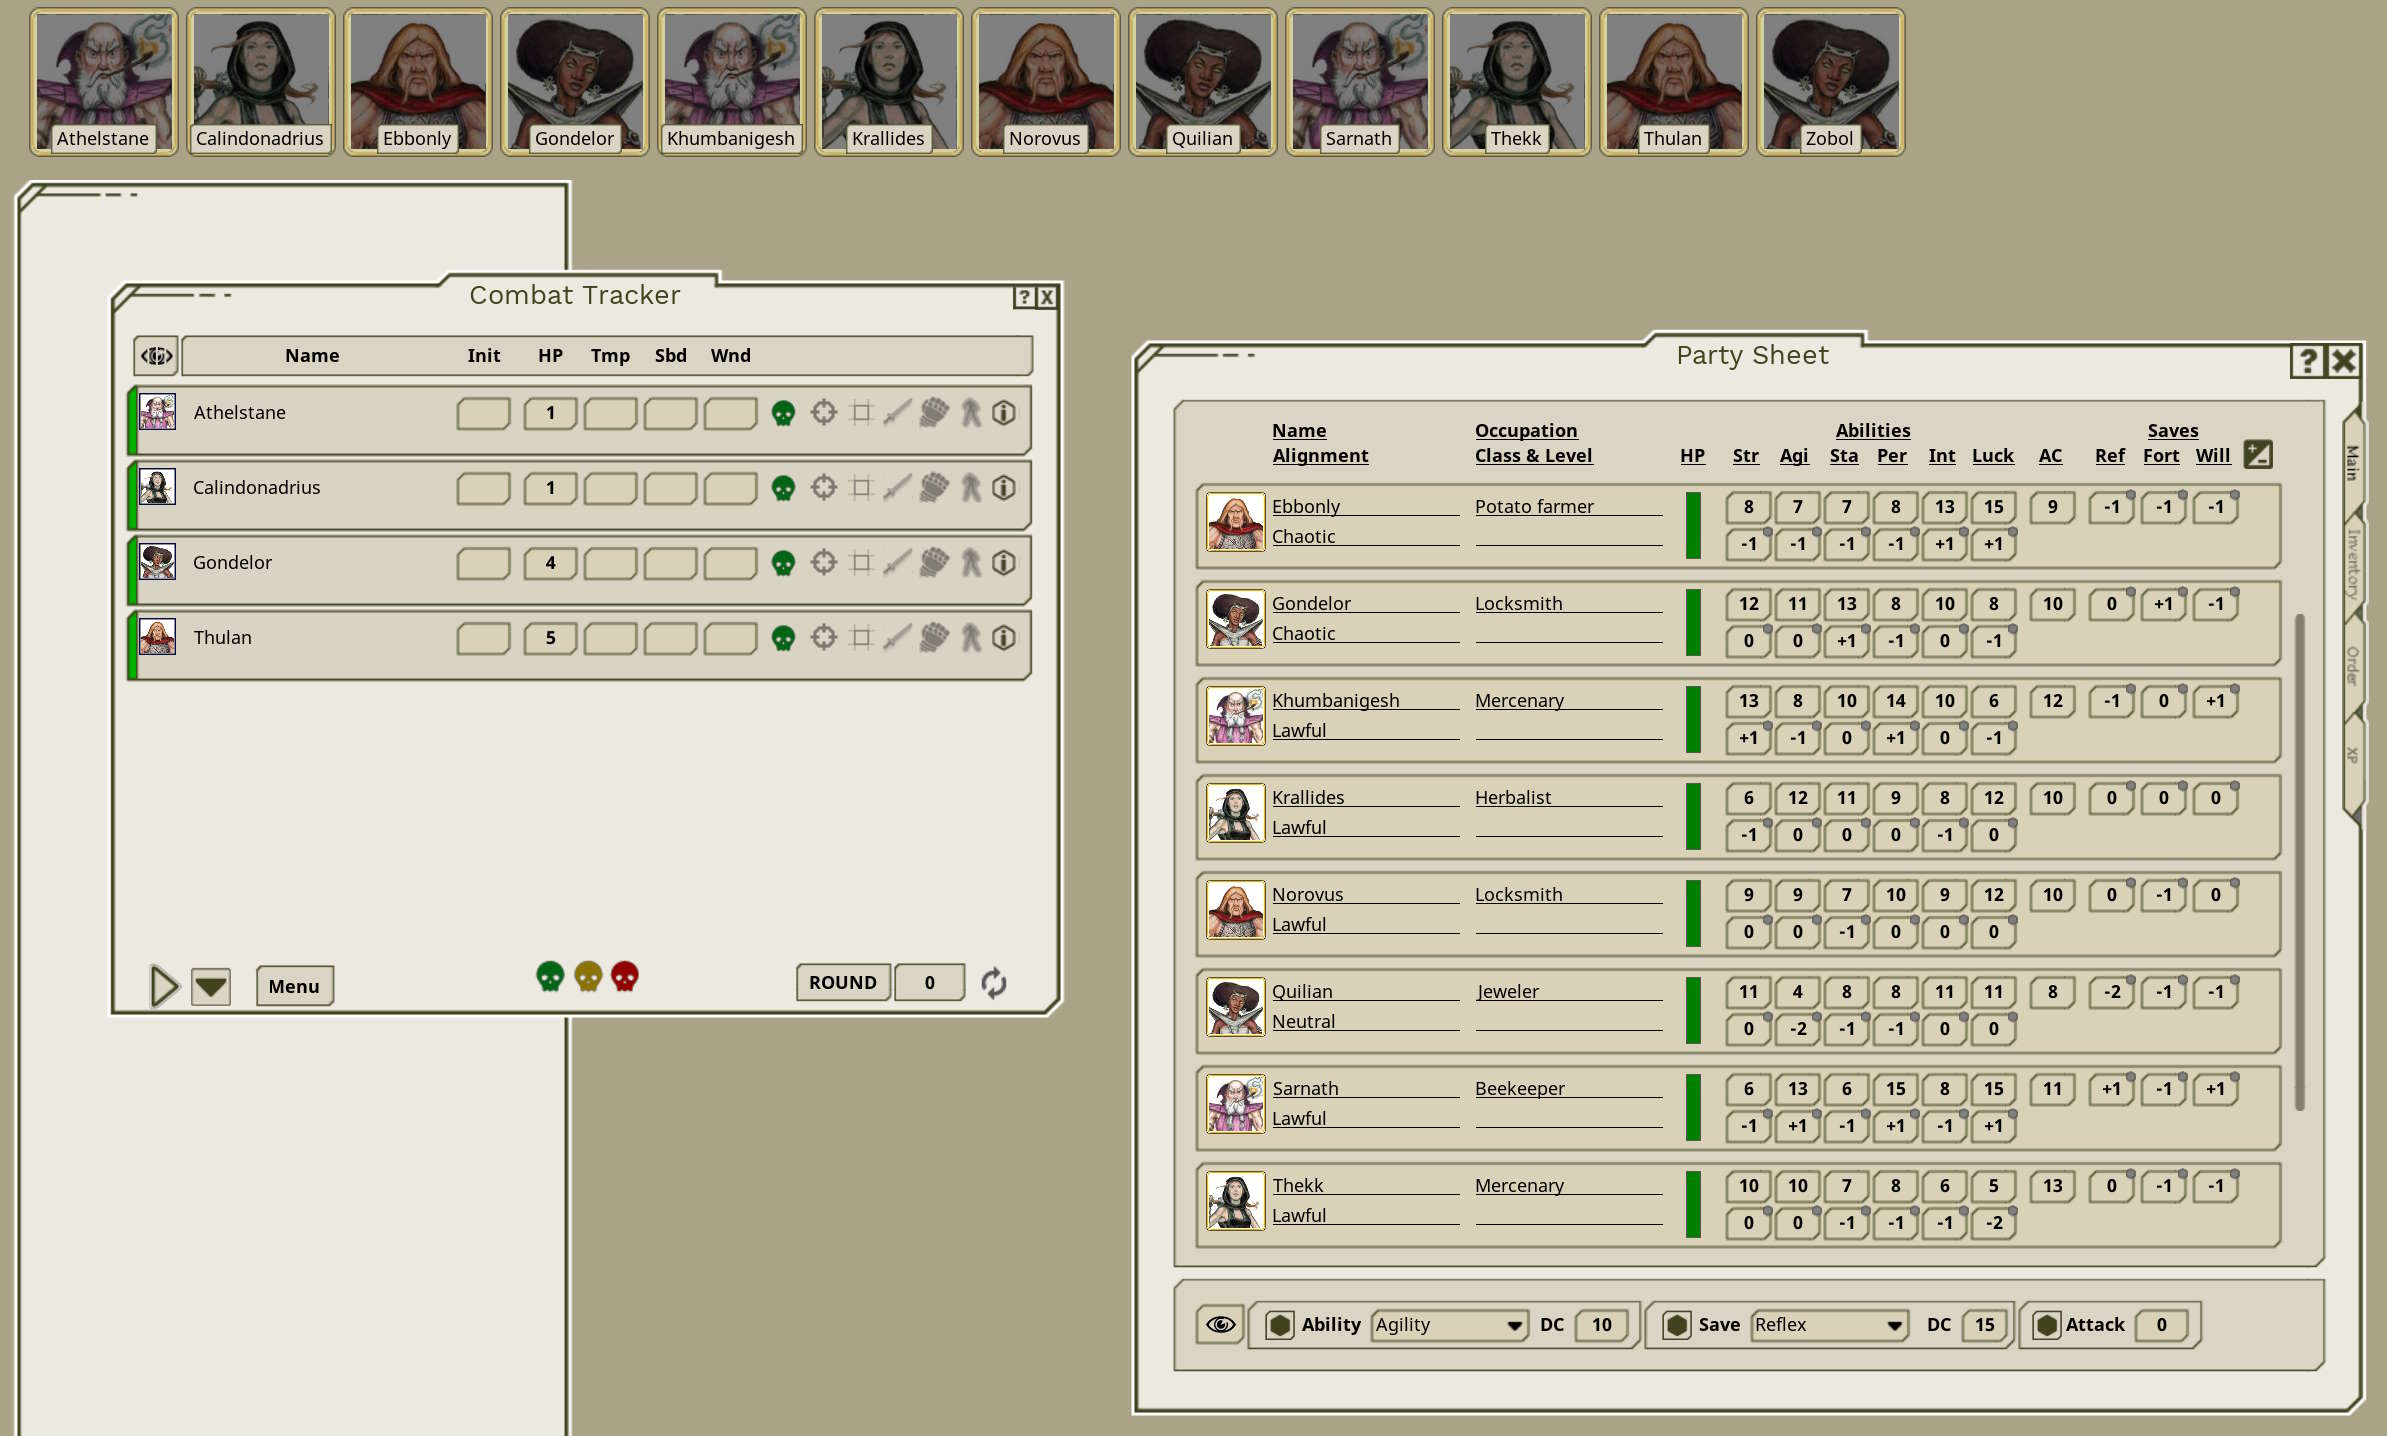 Athelstane Calindonadrius Ebbonly Gondelor Khumbanigesh Krallides Norovus Quilian Sarnath Thekk Thulan Zobol
Combat Tracker ? X
Name Init HP Tmp Sbd Wnd
Athelstane 1
Calindonadrius 1
Gondelor 4
Thulan 5
Menu ROUND 0
Party Sheet ? X
Name Occupation Abilities Saves
Alignment Class & Level HP Str Agi Sta Per Int Luck AC Ref Fort Will
Ebbonly Potato farmer 8 7 7 8 13 15 9 -1 -1 -1
Chaotic -1 -1 -1 -1 +1 +1
Gondelor Locksmith 12 11 13 8 10 8 10 0 +1 -1
Chaotic 0 0 +1 -1 0 -1
Khumbanigesh Mercenary 13 8 10 14 10 6 12 -1 0 +1
Lawful +1 -1 0 +1 0 -1
Krallides Herbalist 6 12 11 9 8 12 10 0 0 0
Lawful -1 0 0 0 -1 0
Norovus Locksmith 9 9 7 10 9 12 10 0 -1 0
Lawful 0 0 -1 0 0 0
Quilian Jeweler 11 4 8 8 11 11 8 -2 -1 -1
Neutral 0 -2 -1 -1 0 0
Sarnath Beekeeper 6 13 6 15 8 15 11 +1 -1 +1
Lawful -1 +1 -1 +1 -1 +1
Thekk Mercenary 10 10 7 8 6 5 13 0 -1 -1
Lawful 0 0 -1 -1 -1 -2
Ability Agility DC 10 Save Reflex DC 15 Attack 0
Main
Inventory
Order
XP